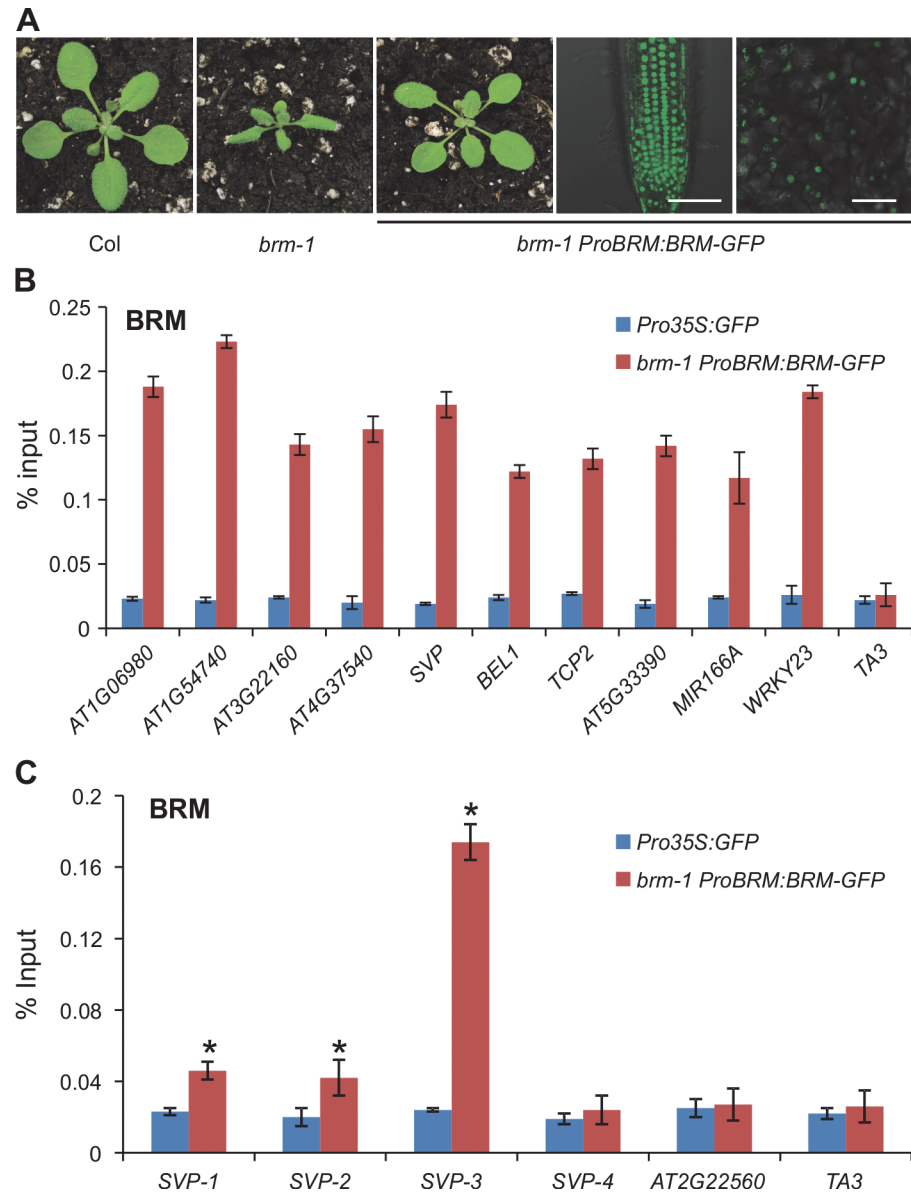 A
Col
brm-1
brm-1 ProBRM:BRM-GFP
B
BRM
Pro35S:GFP
brm-1 ProBRM:BRM-GFP
% input
0.25
0.2
0.15
0.1
0.05
0
AT1G06980
AT1G54740
AT3G22160
AT4G37540
SVP
BEL1
TCP2
AT5G33390
MIR166A
WRKY23
TA3
C
BRM
Pro35S:GFP
brm-1 ProBRM:BRM-GFP
% Input
0.2
0.16
0.12
0.08
0.04
0
*
*
*
SVP-1
SVP-2
SVP-3
SVP-4
AT2G22560
TA3